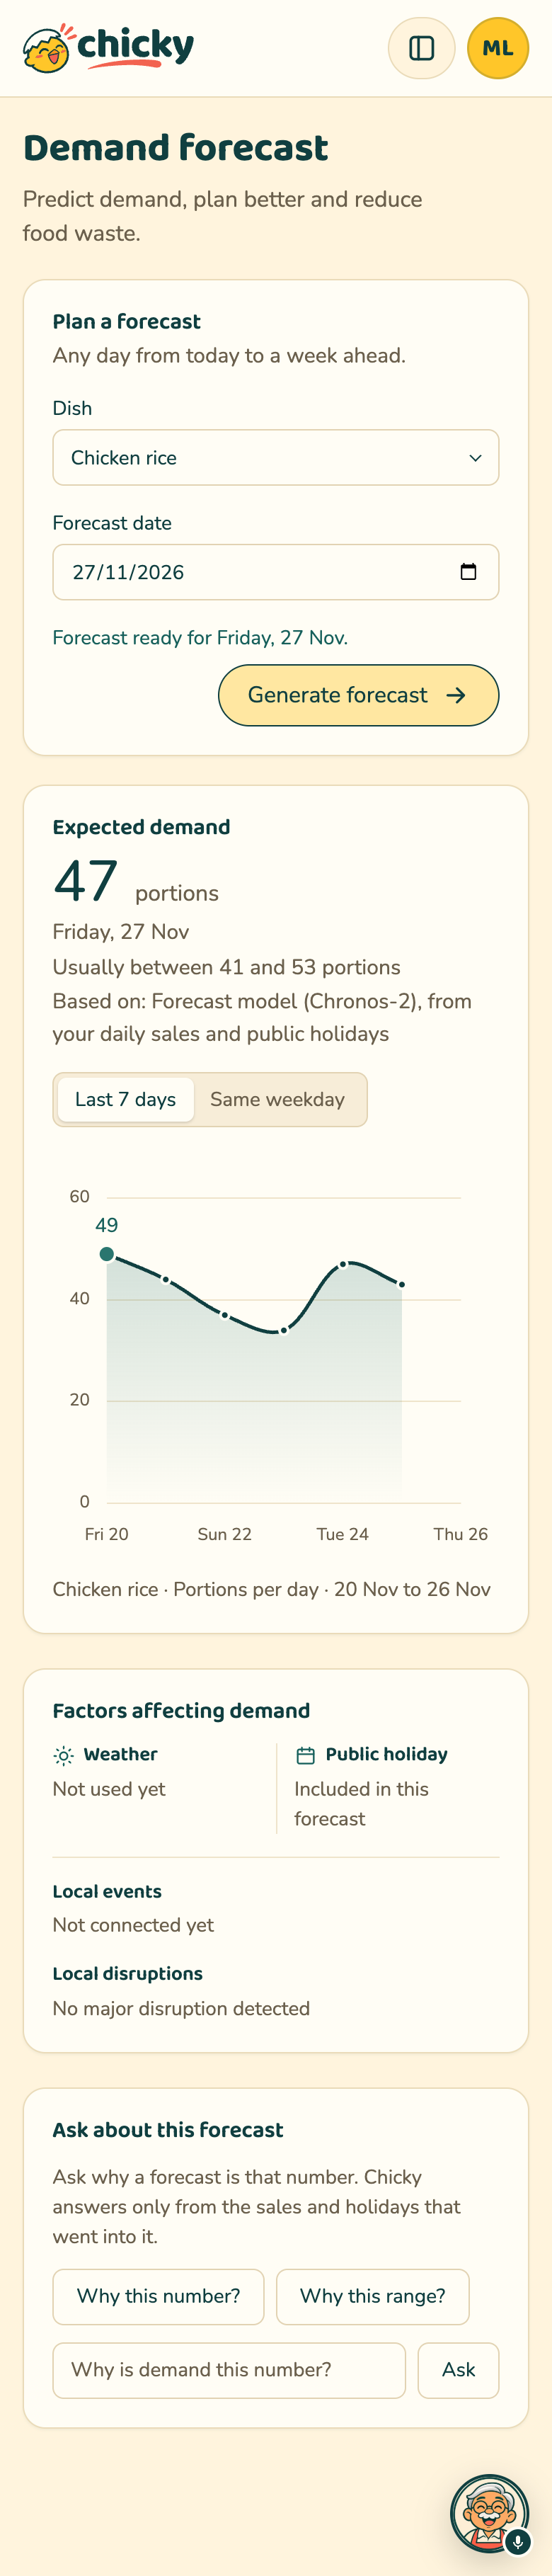 chicky
ML
Demand forecast
Predict demand, plan better and reduce
food waste.
Plan a forecast
Any day from today to a week ahead.
Dish
Chicken rice
Forecast date
27/11/2026
Forecast ready for Friday, 27 Nov.
Generate forecast
Expected demand
47 portions
Friday, 27 Nov
Usually between 41 and 53 portions
Based on: Forecast model (Chronos-2), from
your daily sales and public holidays
Last 7 days
Same weekday
60
49
40
20
0
Fri 20
Sun 22
Tue 24
Thu 26
Chicken rice · Portions per day · 20 Nov to 26 Nov
Factors affecting demand
Weather
Not used yet
Public holiday
Included in this
forecast
Local events
Not connected yet
Local disruptions
No major disruption detected
Ask about this forecast
Ask why a forecast is that number. Chicky
answers only from the sales and holidays that
went into it.
Why this number?
Why this range?
Why is demand this number?
Ask